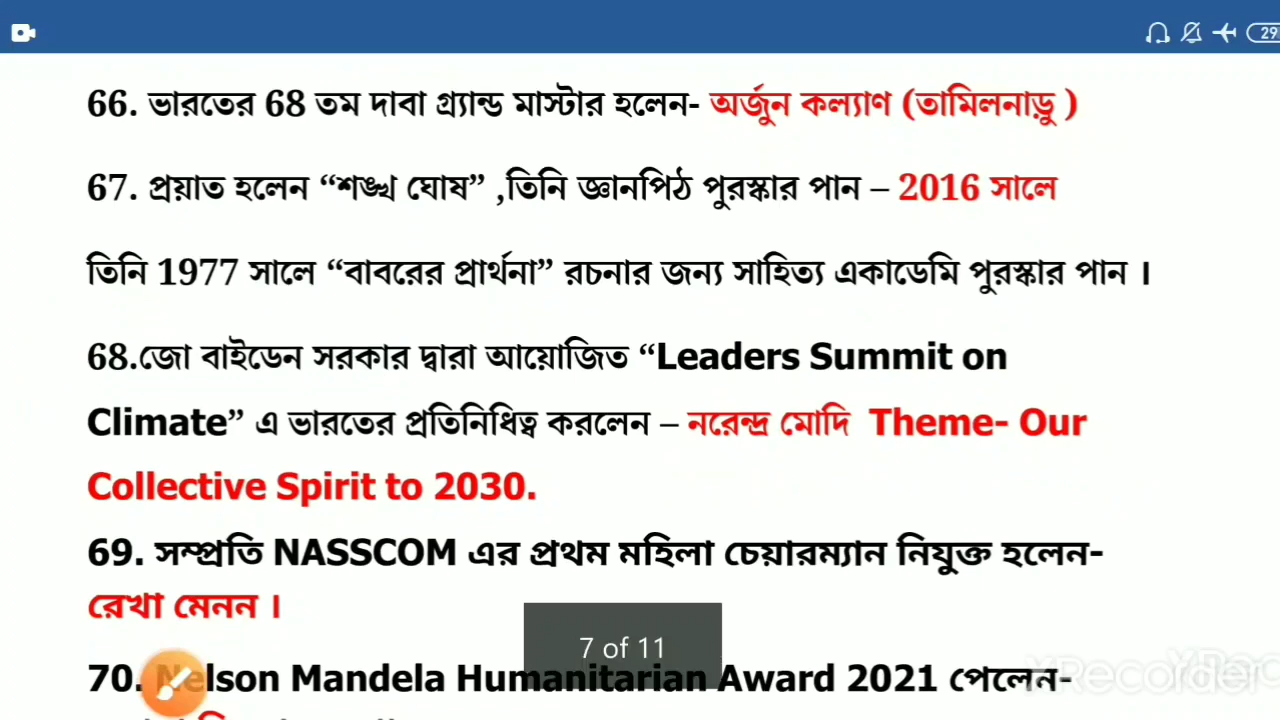 29
66. ভারতের 68 তম দাবা গ্র্যান্ড মাস্টার হলেন- অর্জুন কল্যাণ (তামিলনাড়ু )
67. প্রয়াত হলেন “শঙ্খ ঘোষ” ,তিনি জ্ঞানপিঠ পুরস্কার পান – 2016 সালে
তিনি 1977 সালে “বাবরের প্রার্থনা” রচনার জন্য সাহিত্য একাডেমি পুরস্কার পান ।
68.জো বাইডেন সরকার দ্বারা আয়োজিত “Leaders Summit on
Climate” এ ভারতের প্রতিনিধিত্ব করলেন – নরেন্দ্র মোদি Theme- Our
Collective Spirit to 2030.
69. সম্প্রতি NASSCOM এর প্রথম মহিলা চেয়ারম্যান নিযুক্ত হলেন-
রেখা মেনন ।
7 of 11
70. Nelson Mandela Humanitarian Award 2021 পেলেন-
XRecorder